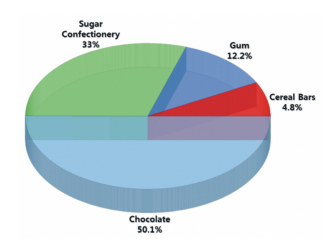 Sugar
Confectionery
33%
Gum
12.2%
Cereal Bars
4.8%
Chocolate
50.1%